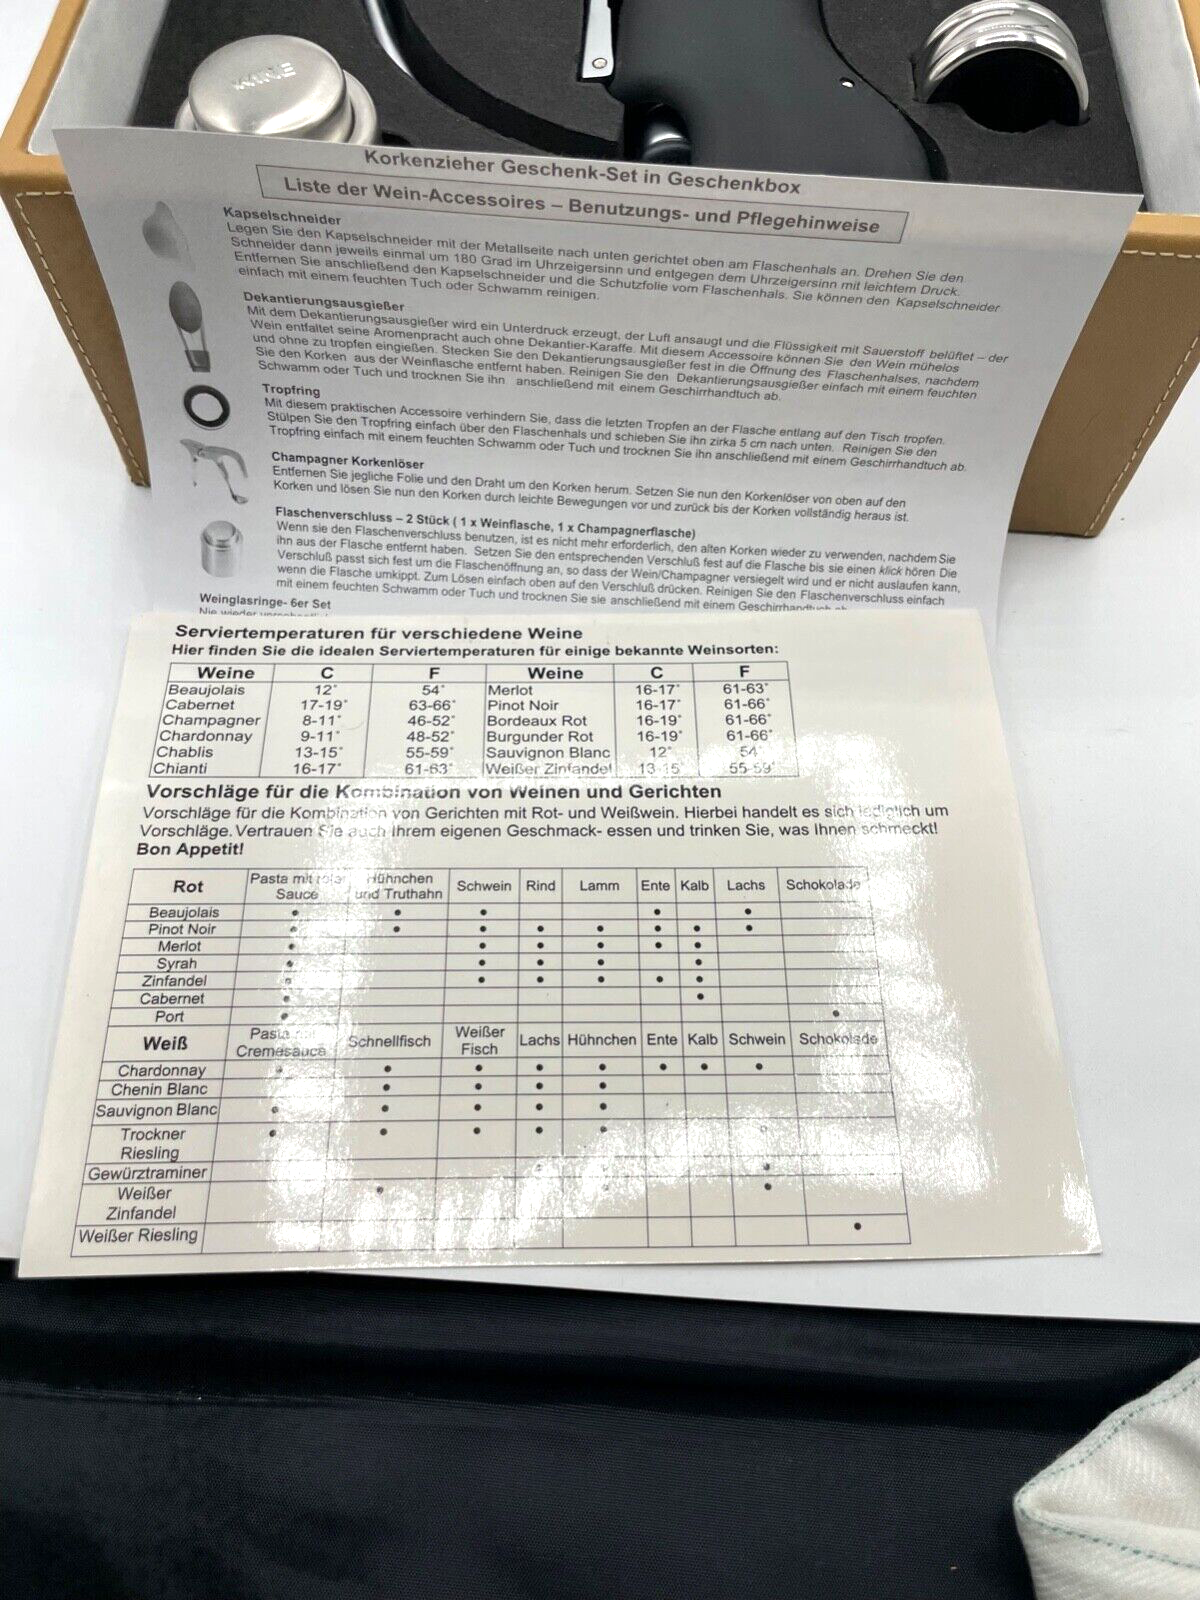 WINE
Korkenzieher Geschenk-Set in Geschenkbox
Liste der Wein-Accessoires – Benutzungs- und Pflegehinweise
Kapselschneider
Legen Sie den Kapselschneider mit der Metallseite nach unten gerichtet oben am Flaschenhals an. Drehen Sie den
Schneider dann jeweils einmal um 180 Grad im Uhrzeigersinn und entgegen dem Uhrzeigersinn mit leichtem Druck.
Entfernen Sie anschließend den Kapselschneider und die Schutzfolie vom Flaschenhals. Sie können den Kapselschneider
einfach mit einem feuchten Tuch oder Schwamm reinigen.
Dekantierungsausgießer
Mit dem Dekantierungsausgießer wird ein Unterdruck erzeugt, der Luft ansaugt und die Flüssigkeit mit Sauerstoff belüftet – der
Wein entfaltet seine Aromenpracht auch ohne Dekantier-Karaffe. Mit diesem Accessoire können Sie den Wein mühelos
und ohne zu tropfen eingießen. Stecken Sie den Dekantierungsausgießer fest in die Öffnung des Flaschenhalses, nachdem
Sie den Korken aus der Weinflasche entfernt haben. Reinigen Sie den Dekantierungsausgießer einfach mit einem feuchten
Schwamm oder Tuch und trocknen Sie ihn anschließend mit einem Geschirrhandtuch ab.
Tropfring
Mit diesem praktischen Accessoire verhindern Sie, dass die letzten Tropfen an der Flasche entlang auf den Tisch tropfen.
Stülpen Sie den Tropfring einfach über den Flaschenhals und schieben Sie ihn zirka 5 cm nach unten. Reinigen Sie den
Tropfring einfach mit einem feuchten Schwamm oder Tuch und trocknen Sie ihn anschließend mit einem Geschirrhandtuch ab.
Champagner Korkenlöser
Entfernen Sie jegliche Folie und den Draht um den Korken herum. Setzen Sie nun den Korkenlöser von oben auf den
Korken und lösen Sie nun den Korken durch leichte Bewegungen vor und zurück bis der Korken vollständig heraus ist.
Flaschenverschluss – 2 Stück ( 1 x Weinflasche, 1 x Champagnerflasche)
Wenn sie den Flaschenverschluss benutzen, ist es nicht mehr erforderlich, den alten Korken wieder zu verwenden, nachdem Sie
ihn aus der Flasche entfernt haben. Setzen Sie den entsprechenden Verschluß fest auf die Flasche bis sie einen klick hören Die
Verschluß passt sich fest um die Flaschenöffnung an, so dass der Wein/Champagner versiegelt wird und er nicht auslaufen kann,
wenn die Flasche umkippt. Zum Lösen einfach oben auf den Verschluß drücken. Reinigen Sie den Flaschenverschluss einfach
mit einem feuchten Schwamm oder Tuch und trocknen Sie sie anschließend mit einem Geschirrhandtuch ab
Weinglasringe- 6er Set
Nie wieder
Serviertemperaturen für verschiedene Weine
Hier finden Sie die idealen Serviertemperaturen für einige bekannte Weinsorten:
Weine C F Weine C F
Beaujolais 12° 54° Merlot 16-17° 61-63°
Cabernet 17-19° 63-66° Pinot Noir 16-17° 61-66°
Champagner 8-11° 46-52° Bordeaux Rot 16-19° 61-66°
Chardonnay 9-11° 48-52° Burgunder Rot 16-19° 61-66°
Chablis 13-15° 55-59° Sauvignon Blanc 12° 54°
Chianti 16-17° 61-63° Weißer Zinfandel 13-15° 55-59°
Vorschläge für die Kombination von Weinen und Gerichten
Vorschläge für die Kombination von Gerichten mit Rot- und Weißwein. Hierbei handelt es sich lediglich um
Vorschläge. Vertrauen Sie auch Ihrem eigenen Geschmack- essen und trinken Sie, was Ihnen schmeckt!
Bon Appetit!
Rot Pasta mit roter Sauce Hühnchen und Truthahn Schwein Rind Lamm Ente Kalb Lachs Schokolade
Beaujolais • • • • •
Pinot Noir • • • • • • • •
Merlot • • • • • •
Syrah • • • • •
Zinfandel • • • • • •
Cabernet • •
Port • •
Weiß Pasta mit Cremesauce Schnellfisch Weißer Fisch Lachs Hühnchen Ente Kalb Schwein Schokolade
Chardonnay • • • • • • • •
Chenin Blanc • • • •
Sauvignon Blanc • • • • •
Trockner Riesling • • • • • •
Gewürztraminer • • •
Weißer Zinfandel • • •
Weißer Riesling •